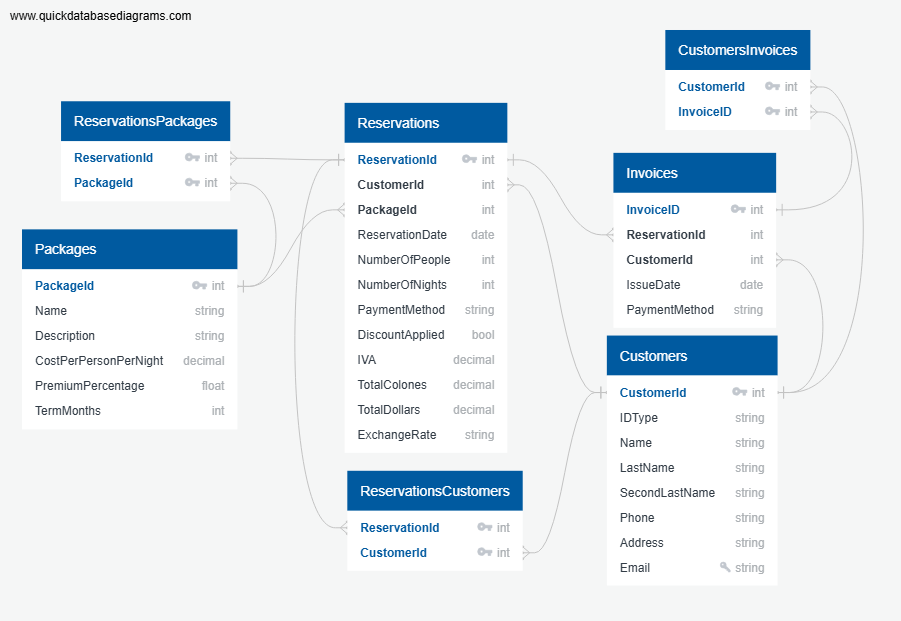 www.quickdatabasediagrams.com
CustomersInvoices
CustomerId int
InvoiceID int
ReservationsPackages
ReservationId int
PackageId int
Reservations
ReservationId int
CustomerId int
PackageId int
ReservationDate date
NumberOfPeople int
NumberOfNights int
PaymentMethod string
DiscountApplied bool
IVA decimal
TotalColones decimal
TotalDollars decimal
ExchangeRate string
Invoices
InvoiceID int
ReservationId int
CustomerId int
IssueDate date
PaymentMethod string
Packages
PackageId int
Name string
Description string
CostPerPersonPerNight decimal
PremiumPercentage float
TermMonths int
Customers
CustomerId int
IDType string
Name string
LastName string
SecondLastName string
Phone string
Address string
Email string
ReservationsCustomers
ReservationId int
CustomerId int